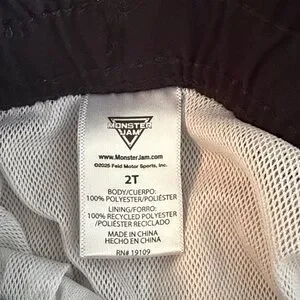 MONSTER
JAM
www.MonsterJam.com
©2025 Feld Motor Sports, Inc.
2T
BODY/CUERPO:
100% POLYESTER/POLIÉSTER
LINING/FORRO:
100% RECYCLED POLYESTER
/POLIÉSTER RECICLADO
MADE IN CHINA
HECHO EN CHINA
RN# 19109